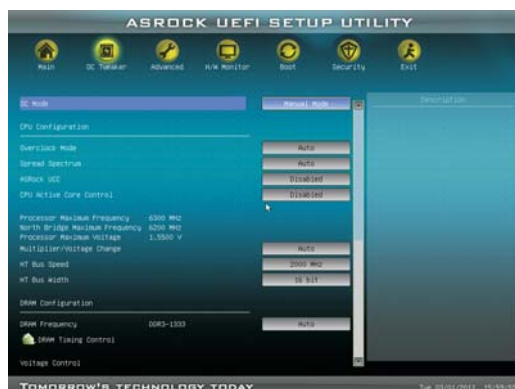 ASROCK UEFI SETUP UTILITY
Main OC Tweaker Advanced H/W Monitor Boot Security Exit
OC Mode Manual Mode
Description
CPU Configuration
Overclock Mode Auto
Spread Spectrum Auto
ASRock UCC Disabled
CPU Active Core Control Disabled
Processor Maximum Frequency 6300 MHz
North Bridge Maximum Frequency 6200 MHz
Processor Maximum Voltage 1.5500 V
Multiplier/Voltage Change Auto
HT Bus Speed 2000 MHz
HT Bus Width 16 bit
DRAM Configuration
DRAM Frequency DDR3-1333 Auto
DRAM Timing Control
Voltage Control
TOMORROW'S TECHNOLOGY TODAY